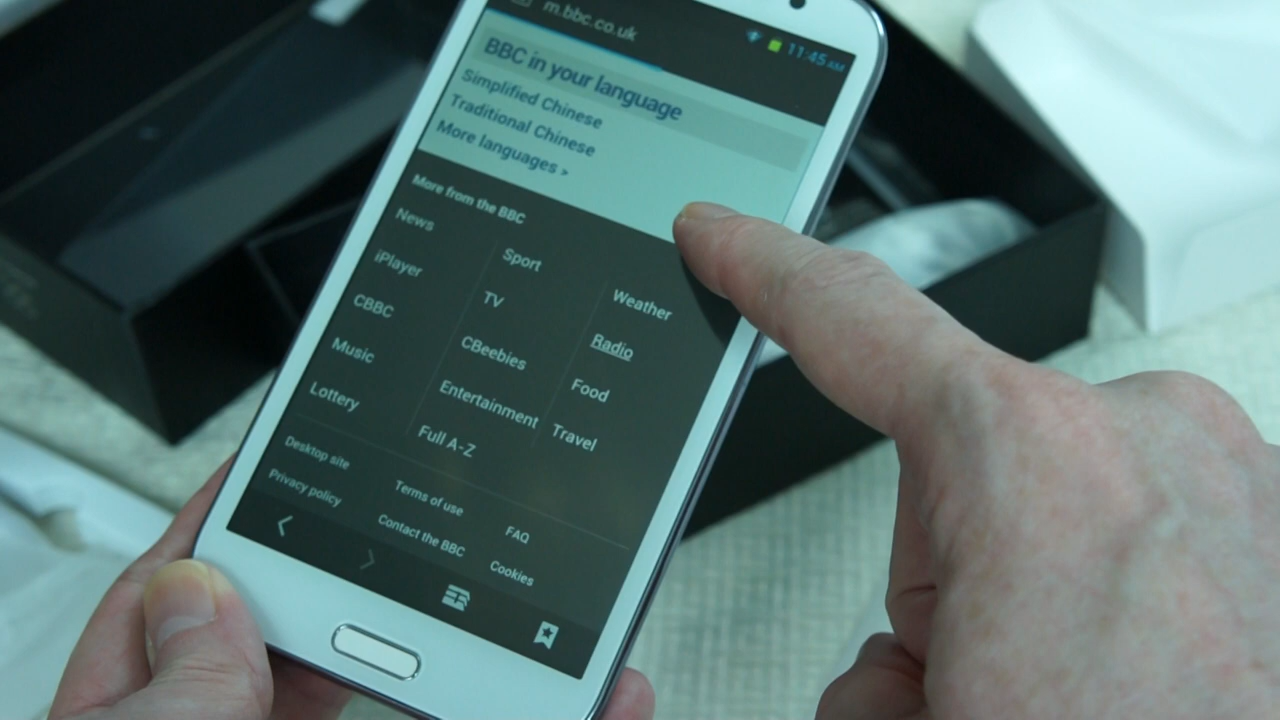 m.bbc.co.uk
11:45 AM
BBC in your language
Simplified Chinese
Traditional Chinese
More languages >
More from the BBC
News
Sport
Weather
iPlayer
TV
Radio
CBBC
CBeebies
Food
Music
Entertainment
Travel
Lottery
Full A-Z
Desktop site
Terms of use
FAQ
Privacy policy
Contact the BBC
Cookies